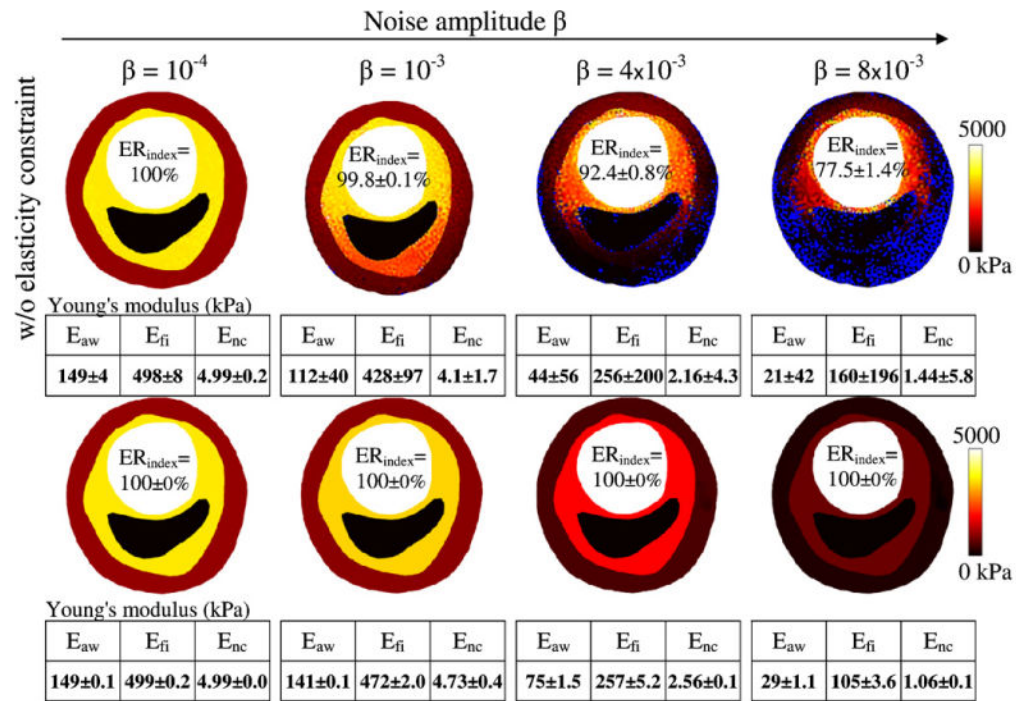 Noise amplitude β
β = 10⁻⁴ β = 10⁻³ β = 4x10⁻³ β = 8x10⁻³
w/o elasticity constraint
ER_index= 100%
ER_index= 99.8±0.1%
ER_index= 92.4±0.8%
ER_index= 77.5±1.4%
5000
0 kPa
Young's modulus (kPa)
E_aw E_fi E_nc E_aw E_fi E_nc E_aw E_fi E_nc E_aw E_fi E_nc
149±4 498±8 4.99±0.2 112±40 428±97 4.1±1.7 44±56 256±200 2.16±4.3 21±42 160±196 1.44±5.8
ER_index= 100±0%
ER_index= 100±0%
ER_index= 100±0%
ER_index= 100±0%
5000
0 kPa
Young's modulus (kPa)
E_aw E_fi E_nc E_aw E_fi E_nc E_aw E_fi E_nc E_aw E_fi E_nc
149±0.1 499±0.2 4.99±0.0 141±0.1 472±2.0 4.73±0.4 75±1.5 257±5.2 2.56±0.1 29±1.1 105±3.6 1.06±0.1